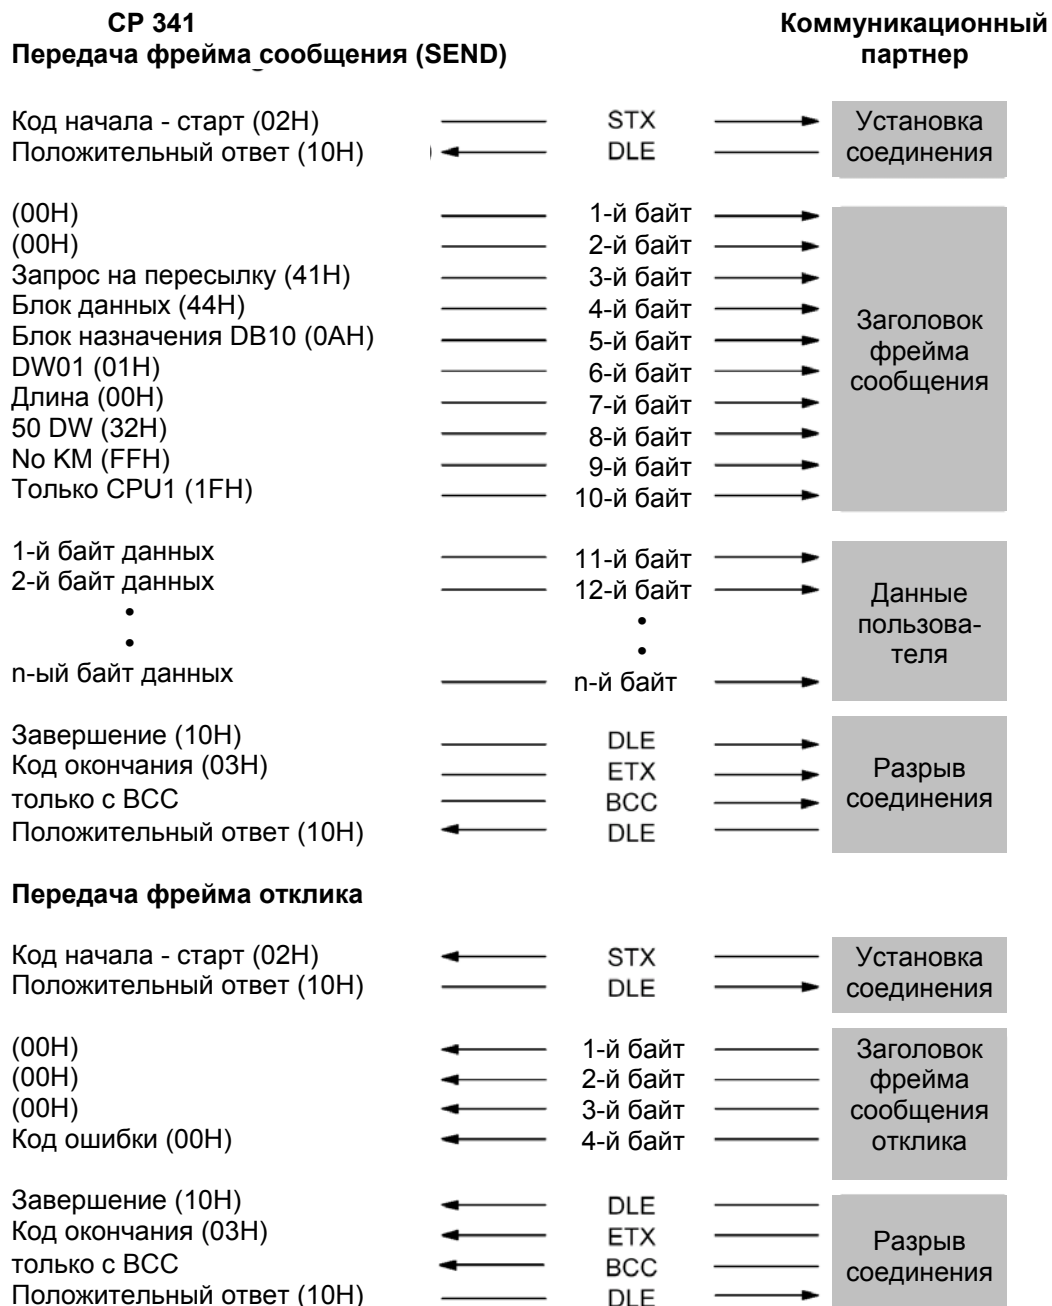 CP 341 Коммуникационный
Передача фрейма сообщения (SEND) партнер
Код начала - старт (02H) STX Установка
Положительный ответ (10H) DLE соединения
(00H) 1-й байт
(00H) 2-й байт
Запрос на пересылку (41H) 3-й байт
Блок данных (44H) 4-й байт
Блок назначения DB10 (0AH) 5-й байт
DW01 (01H) 6-й байт
Длина (00H) 7-й байт
50 DW (32H) 8-й байт
No KM (FFH) 9-й байт
Только CPU1 (1FH) 10-й байт
Заголовок
фрейма
сообщения
1-й байт данных 11-й байт
2-й байт данных 12-й байт
• •
• •
n-ый байт данных n-й байт
Данные
пользова-
теля
Завершение (10H) DLE
Код окончания (03H) ETX
только с BCC BCC
Положительный ответ (10H) DLE
Разрыв
соединения
Передача фрейма отклика
Код начала - старт (02H) STX Установка
Положительный ответ (10H) DLE соединения
(00H) 1-й байт Заголовок
(00H) 2-й байт фрейма
(00H) 3-й байт сообщения
Код ошибки (00H) 4-й байт отклика
Завершение (10H) DLE
Код окончания (03H) ETX
только с BCC BCC
Положительный ответ (10H) DLE
Разрыв
соединения